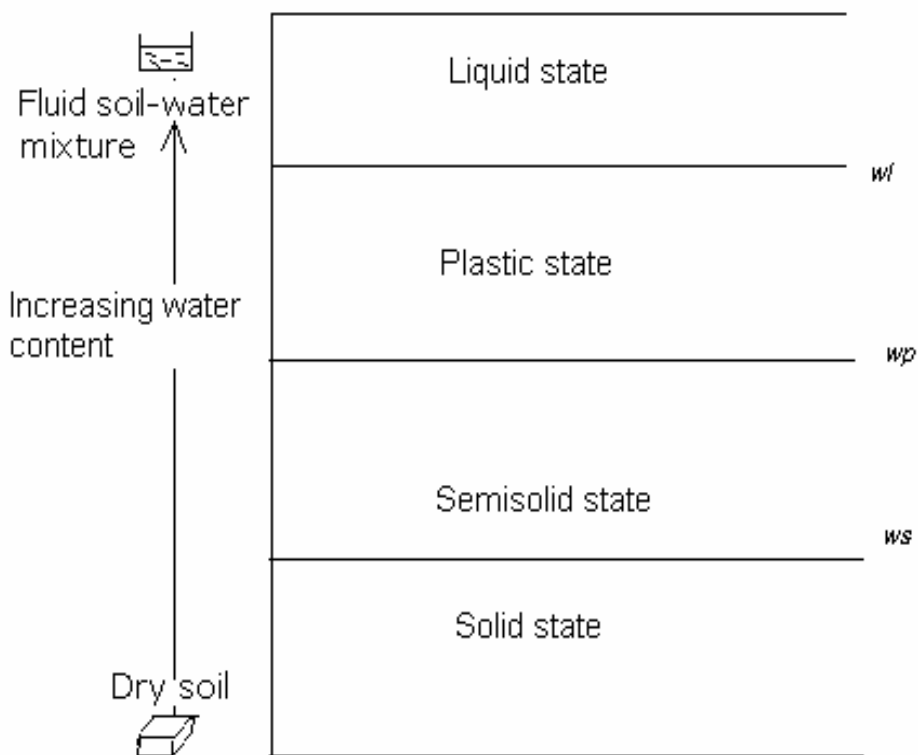 Liquid state
Fluid soil-water
mixture
wl
Plastic state
Increasing water
content
wp
Semisolid state
ws
Solid state
Dry soil